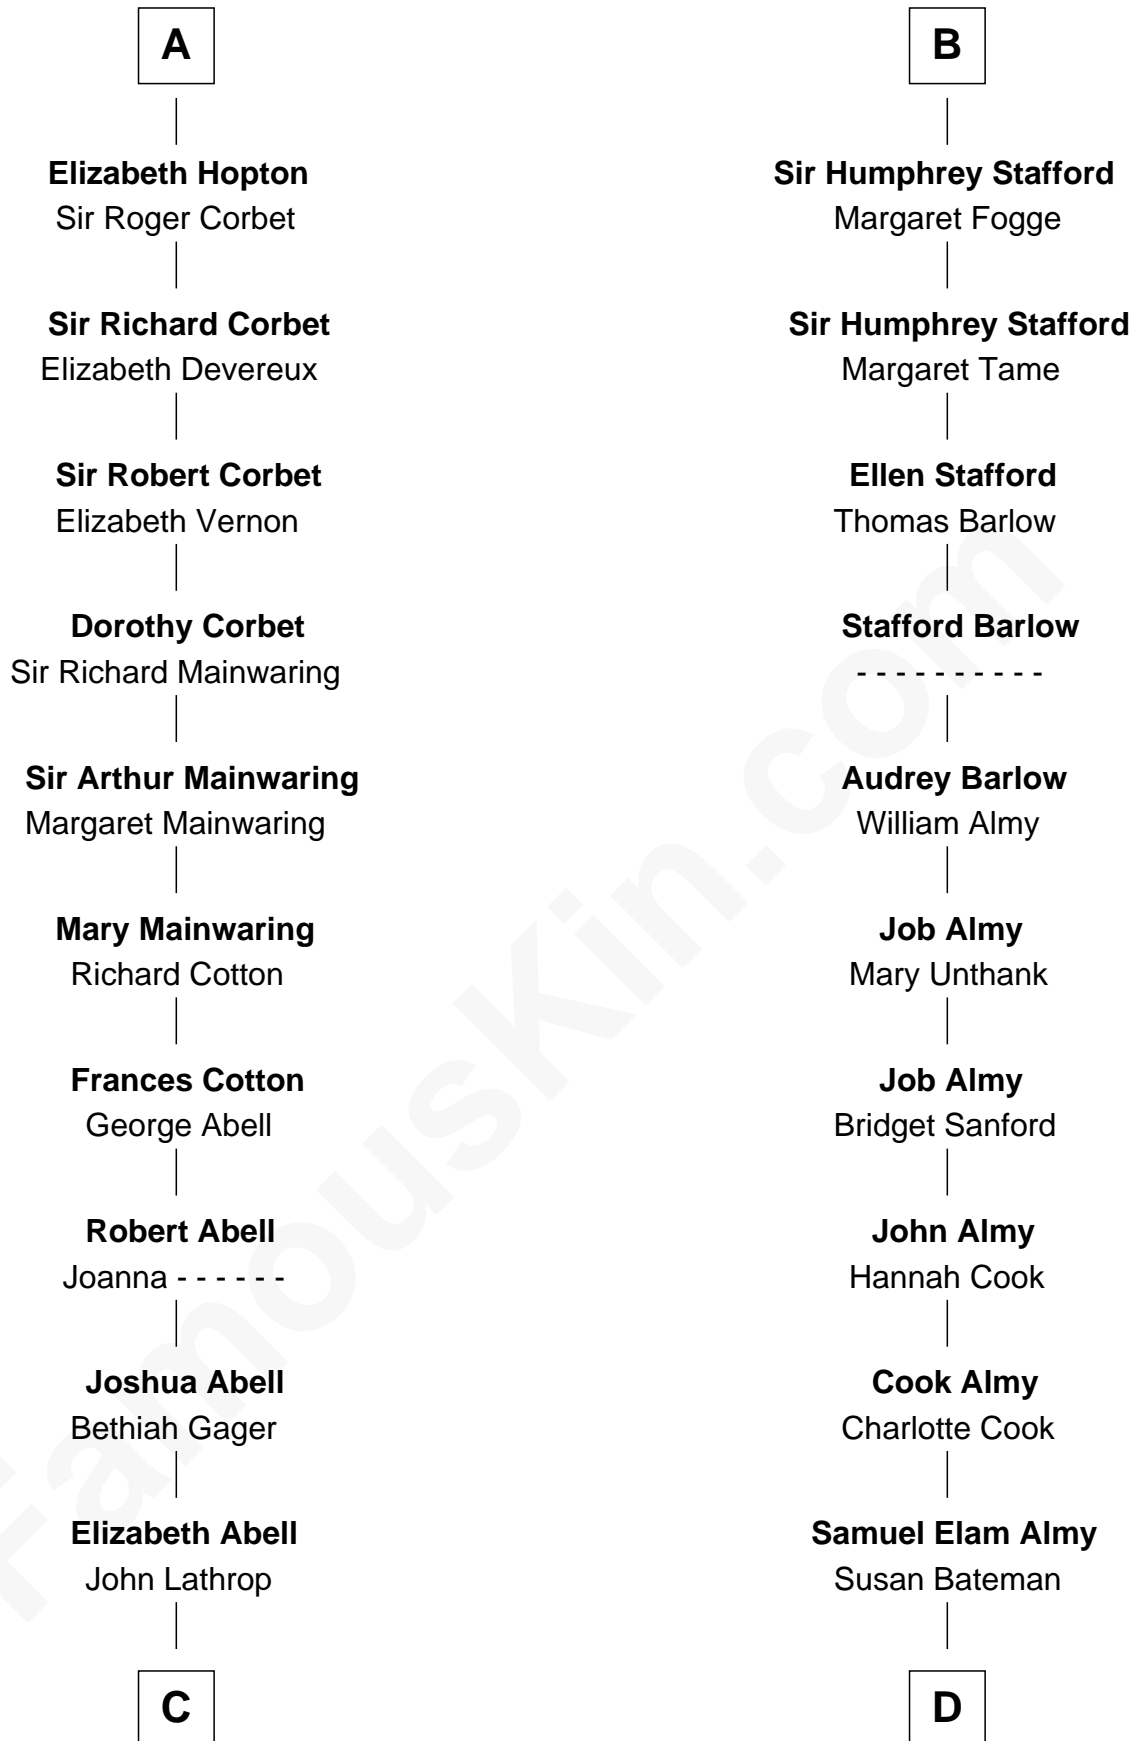 A
Elizabeth Hopton
Sir Roger Corbet
Sir Richard Corbet
Elizabeth Devereux
Sir Robert Corbet
Elizabeth Vernon
Dorothy Corbet
Sir Richard Mainwaring
Sir Arthur Mainwaring
Margaret Mainwaring
Mary Mainwaring
Richard Cotton
Frances Cotton
George Abell
Robert Abell
Joanna - - - - - -
Joshua Abell
Bethiah Gager
Elizabeth Abell
John Lathrop
C
B
Sir Humphrey Stafford
Margaret Fogge
Sir Humphrey Stafford
Margaret Tame
Ellen Stafford
Thomas Barlow
Stafford Barlow
- - - - - - - - - -
Audrey Barlow
William Almy
Job Almy
Mary Unthank
Job Almy
Bridget Sanford
John Almy
Hannah Cook
Cook Almy
Charlotte Cook
Samuel Elam Almy
Susan Bateman
D
FamousKin.com